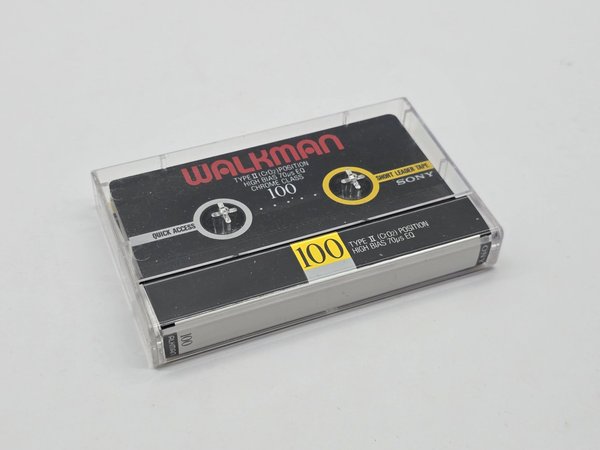 WALKMAN
TYPE II (CrO2) POSITION
HIGH BIAS 70μs EQ
CHROME CLASS
100
QUICK ACCESS
SHORT LEADER TAPE
SONY
100
TYPE II (CrO2) POSITION
HIGH BIAS 70μs EQ
100